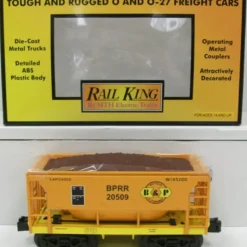 TOUGH AND RUGGED O AND O-27 FREIGHT CARS
Die-Cast
Metal Trucks
Detailed
ABS
Plastic Body
Operating
Metal
Couplers
Attractively
Decorated
RAIL KING
By MTH Electric Trains
BPRR
20509
B&P